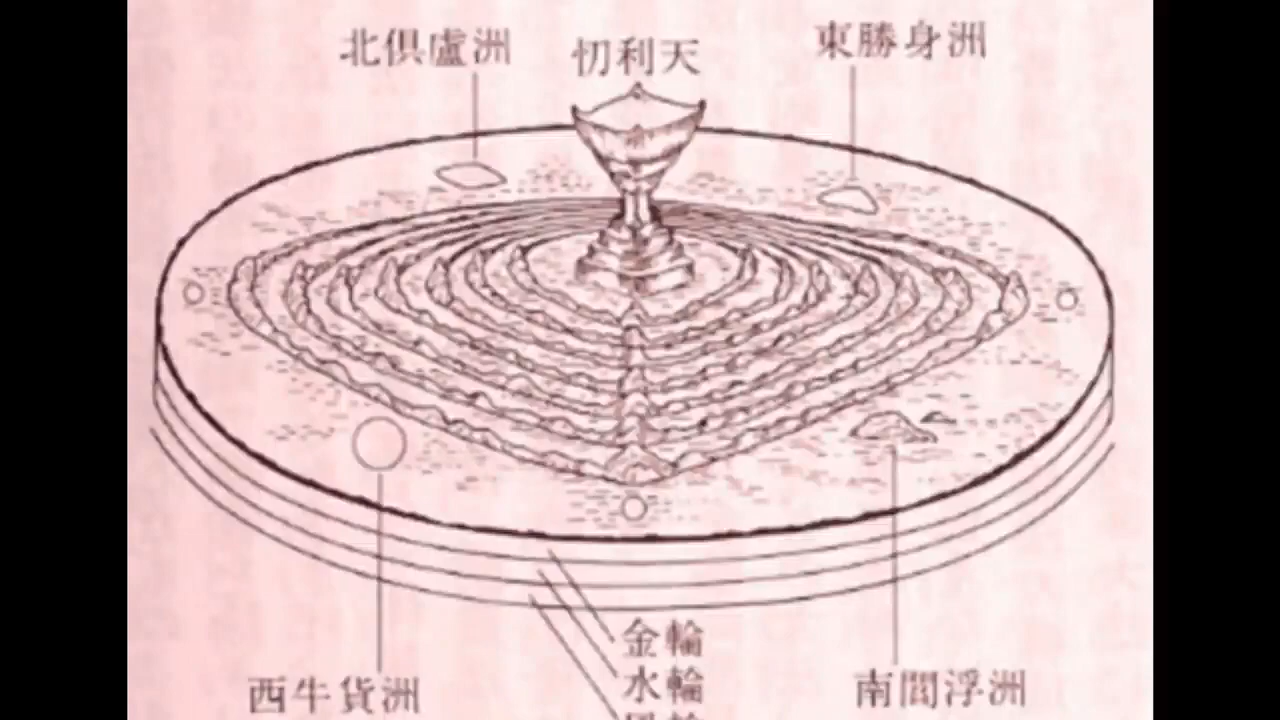 北俱盧洲
忉利天
東勝身洲
金輪
水輪
西牛貨洲
南閻浮洲